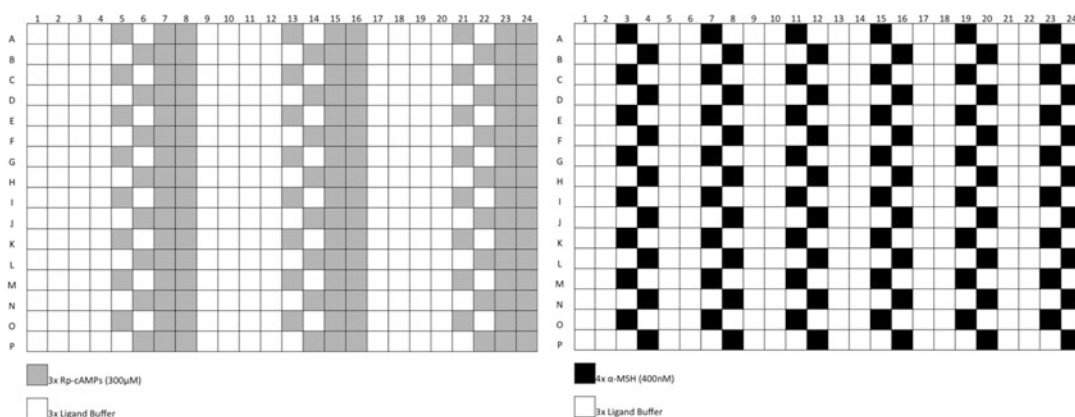 1 2 3 4 5 6 7 8 9 10 11 12 13 14 15 16 17 18 19 20 21 22 23 24
A
B
C
D
E
F
G
H
I
J
K
L
M
N
O
P
3x Rp-cAMPs (300µM)
3x Ligand Buffer
1 2 3 4 5 6 7 8 9 10 11 12 13 14 15 16 17 18 19 20 21 22 23 24
A
B
C
D
E
F
G
H
I
J
K
L
M
N
O
P
4x α-MSH (400nM)
3x Ligand Buffer